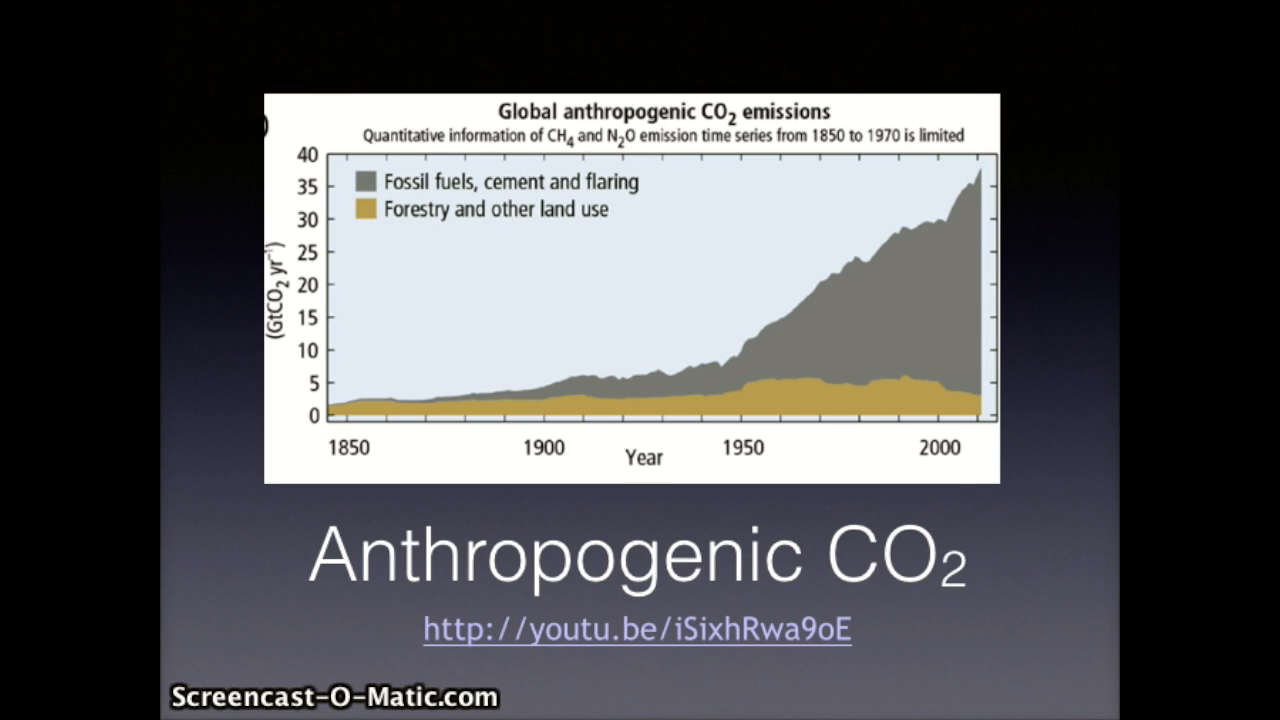 Global anthropogenic CO₂ emissions
Quantitative information of CH₄ and N₂O emission time series from 1850 to 1970 is limited
)
40
35
30
25
20
15
10
5
0
(GtCO₂ yr⁻¹)
Fossil fuels, cement and flaring
Forestry and other land use
1850
1900
1950
2000
Year
Anthropogenic CO₂
http://youtu.be/iSixhRwa9oE
Screencast-O-Matic.com